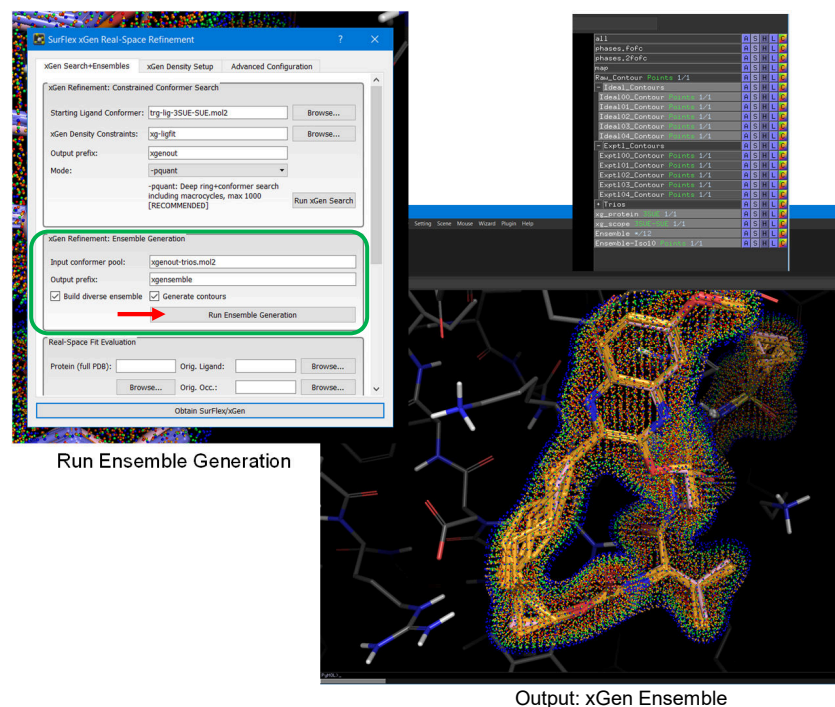 SurFlex xGen Real-Space Refinement
?
xGen Search+Ensembles
xGen Density Setup
Advanced Configuration
xGen Refinement: Constrained Conformer Search
Starting Ligand Conformer:
trg-lig-3SUE-SUE.mol2
Browse...
xGen Density Constraints:
xg-ligfit
Browse...
Output prefix:
xgenout
Mode:
-pquant
-pquant: Deep ring+conformer search
including macrocycles, max 1000
[RECOMMENDED]
Run xGen Search
xGen Refinement: Ensemble Generation
Input conformer pool:
xgenout-trios.mol2
Output prefix:
xgensemble
Build diverse ensemble
Generate contours
Run Ensemble Generation
Real-Space Fit Evaluation
Protein (full PDB):
Orig. Ligand:
Browse...
Browse...
Orig. Occ.:
Browse...
Obtain SurFlex/xGen
Run Ensemble Generation
all A S H L C
phases.fofc A S H L C
phases.2fofc A S H L C
map A S H L C
Raw_Contour Points 1/1 A S H L C
- Ideal_Contours A S H L C
Ideal00_Contour Points 1/1 A S H L C
Ideal01_Contour Points 1/1 A S H L C
Ideal02_Contour Points 1/1 A S H L C
Ideal03_Contour Points 1/1 A S H L C
Ideal04_Contour Points 1/1 A S H L C
- Exptl_Contours A S H L C
Exptl00_Contour Points 1/1 A S H L C
Exptl01_Contour Points 1/1 A S H L C
Exptl02_Contour Points 1/1 A S H L C
Exptl03_Contour Points 1/1 A S H L C
Exptl04_Contour Points 1/1 A S H L C
+ Trios A S H L C
xg_protein 3SUE 1/1 A S H L C
xg_scope 3SUE-SUE 1/1 A S H L C
Ensemble */12 A S H L C
Ensemble-Iso10 Points 1/1 A S H L C
Setting Scene Mouse Wizard Plugin Help
PyMOL>_
Output: xGen Ensemble